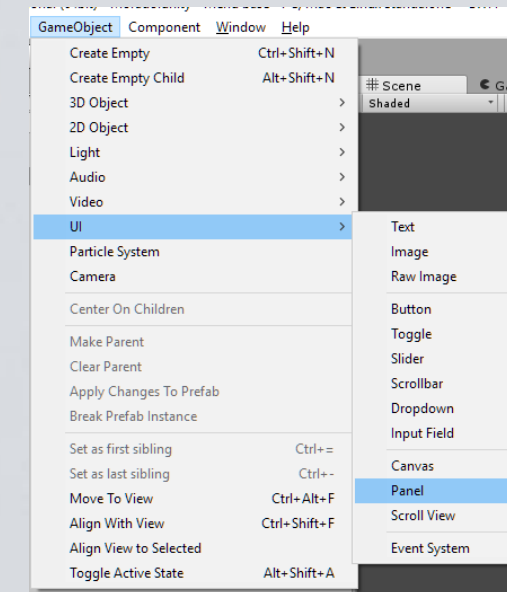 GameObject Component Window Help
Create Empty Ctrl+Shift+N
Create Empty Child Alt+Shift+N
3D Object
2D Object
Light
Audio
Video
UI
Particle System
Camera
Center On Children
Make Parent
Clear Parent
Apply Changes To Prefab
Break Prefab Instance
Set as first sibling Ctrl+=
Set as last sibling Ctrl+-
Move To View Ctrl+Alt+F
Align With View Ctrl+Shift+F
Align View to Selected
Toggle Active State Alt+Shift+A
Scene
Shaded
Text
Image
Raw Image
Button
Toggle
Slider
Scrollbar
Dropdown
Input Field
Canvas
Panel
Scroll View
Event System